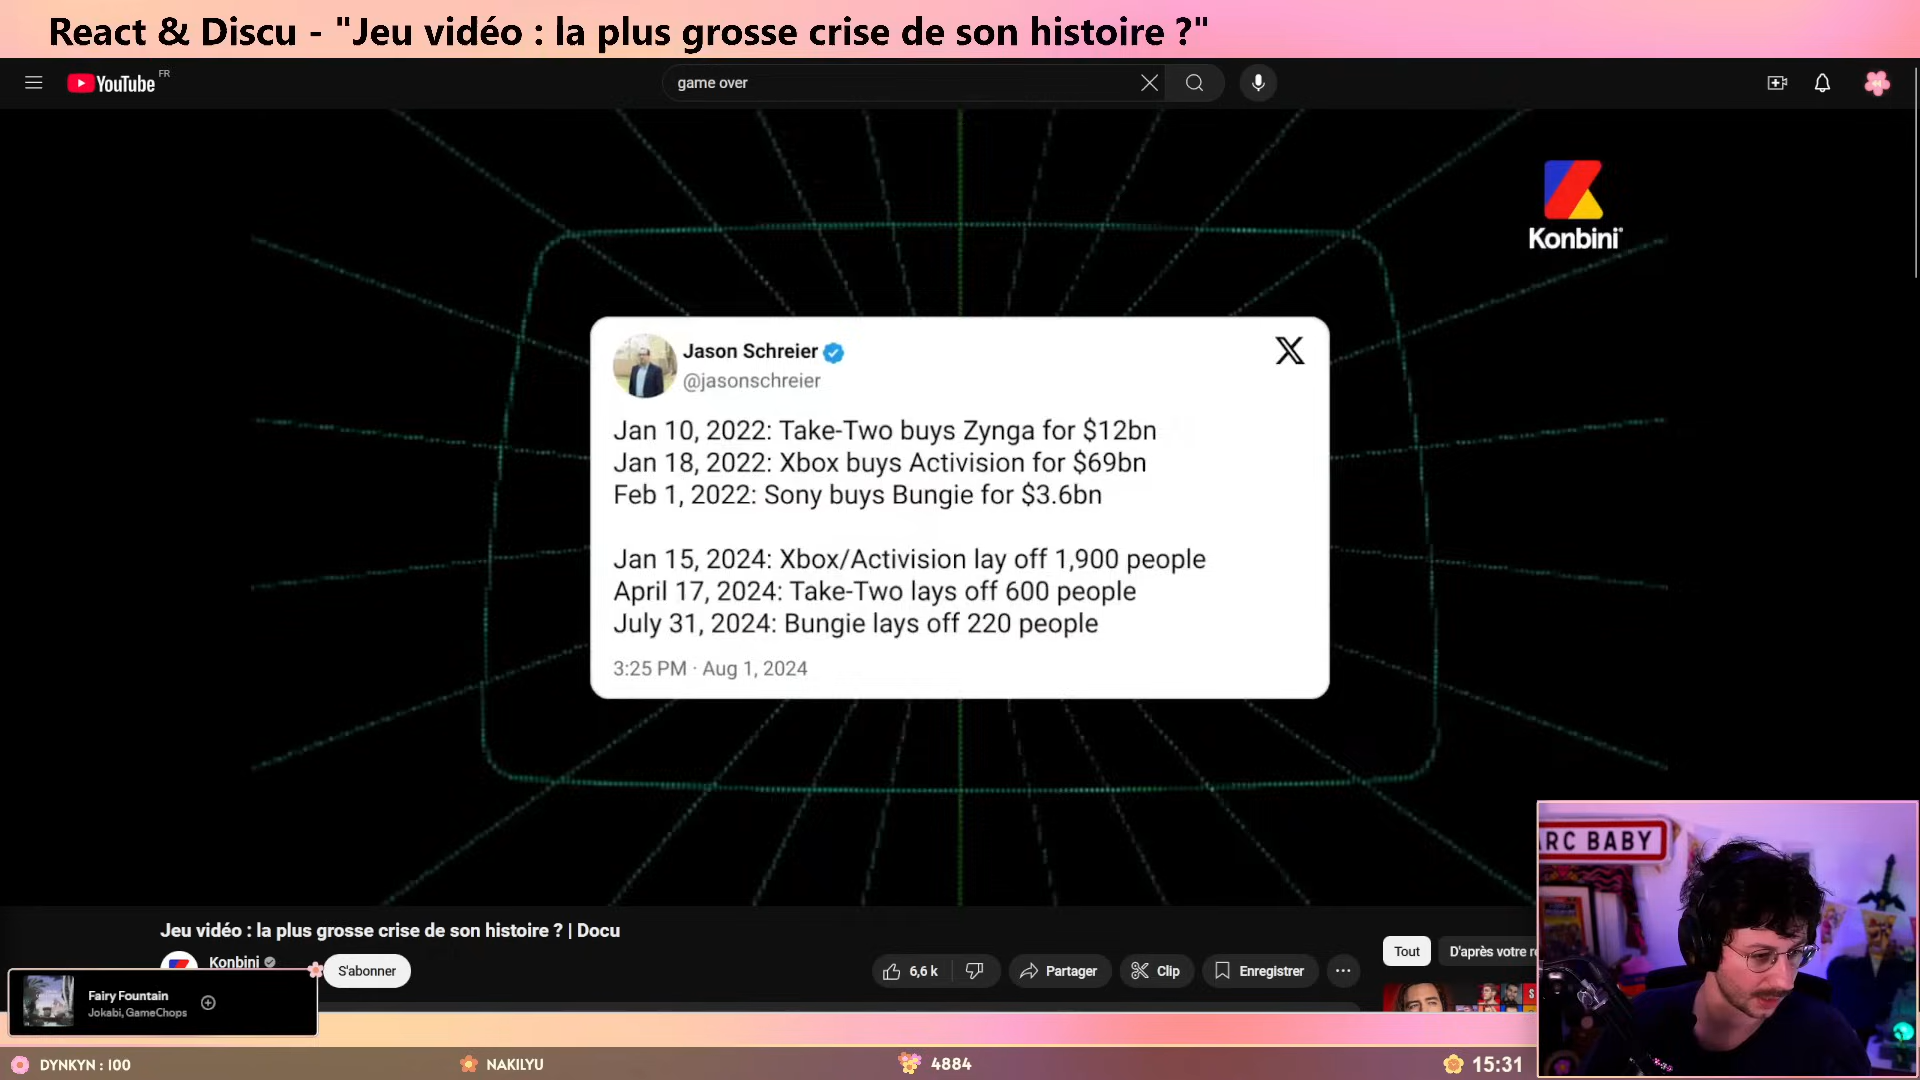 React & Discu - "Jeu vidéo : la plus grosse crise de son histoire ?"
YouTube FR
game over
Konbini
Jason Schreier
@jasonschreier
Jan 10, 2022: Take-Two buys Zynga for $12bn
Jan 18, 2022: Xbox buys Activision for $69bn
Feb 1, 2022: Sony buys Bungie for $3.6bn
Jan 15, 2024: Xbox/Activision lay off 1,900 people
April 17, 2024: Take-Two lays off 600 people
July 31, 2024: Bungie lays off 220 people
3:25 PM · Aug 1, 2024
ARC BABY
Jeu vidéo : la plus grosse crise de son histoire ? | Docu
Konbini
S'abonner
6,6 k
Partager
Clip
Enregistrer
Tout
D'après votre re
Fairy Fountain
Jokabi, GameChops
DYNKYN : 100
NAKILYU
4884
15:31